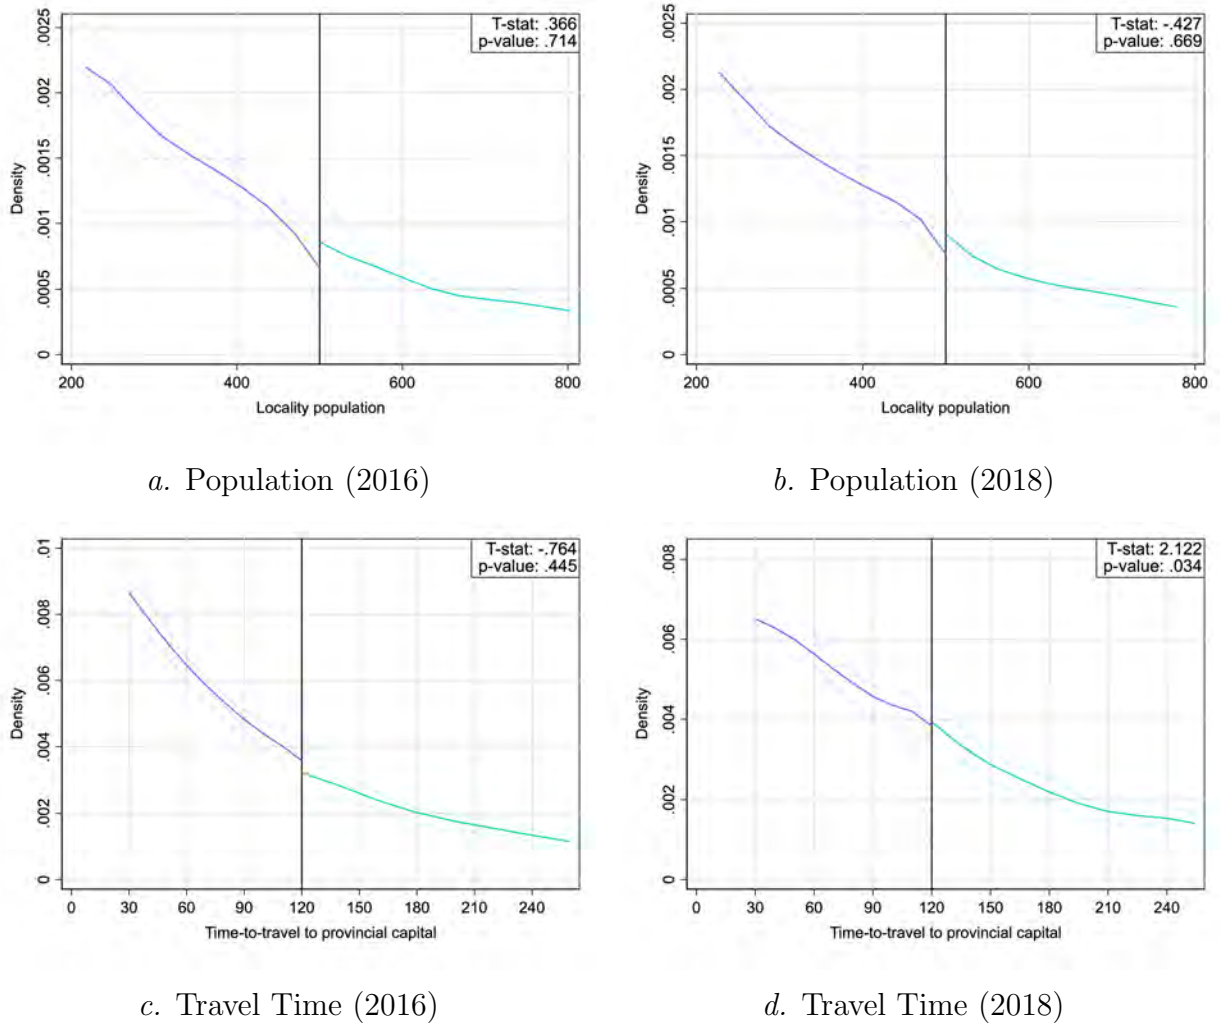 T-stat: .366
p-value: .714
Density
0 .0005 .001 .0015 .002 .0025
200 400 600 800
Locality population
a. Population (2016)
T-stat: -.427
p-value: .669
Density
0 .0005 .001 .0015 .002 .0025
200 400 600 800
Locality population
b. Population (2018)
T-stat: -.764
p-value: .445
Density
0 .002 .004 .006 .008 .01
0 30 60 90 120 150 180 210 240
Time-to-travel to provincial capital
c. Travel Time (2016)
T-stat: 2.122
p-value: .034
Density
0 .002 .004 .006 .008
0 30 60 90 120 150 180 210 240
Time-to-travel to provincial capital
d. Travel Time (2018)